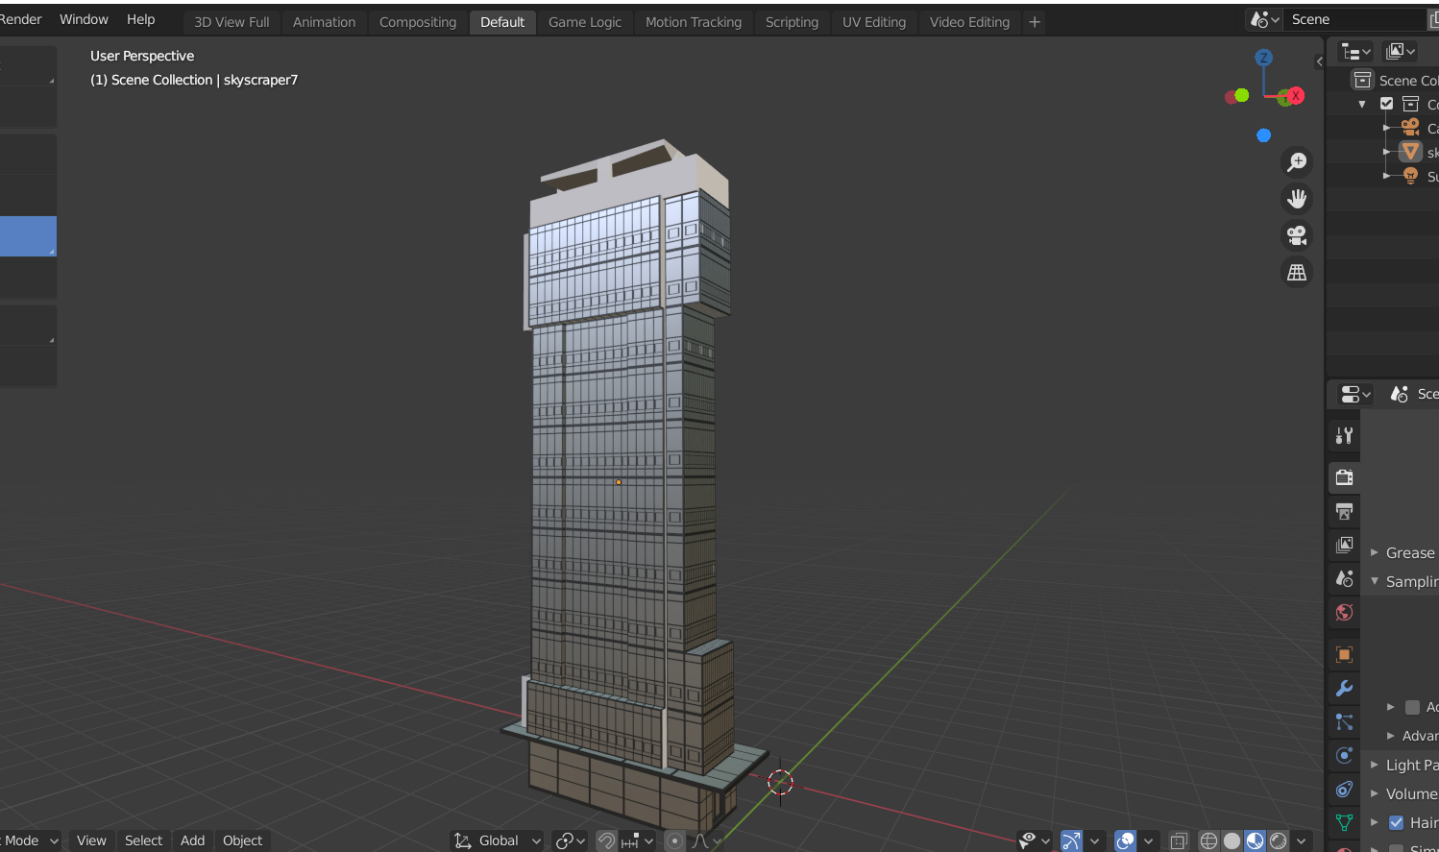 Render Window Help 3D View Full Animation Compositing Default Game Logic Motion Tracking Scripting UV Editing Video Editing + Scene
User Perspective
(1) Scene Collection | skyscraper7
Z
X
Scene Col
Sce
Grease
Samplin
Advar
Light Pa
Volume
Hair
Mode View Select Add Object Global